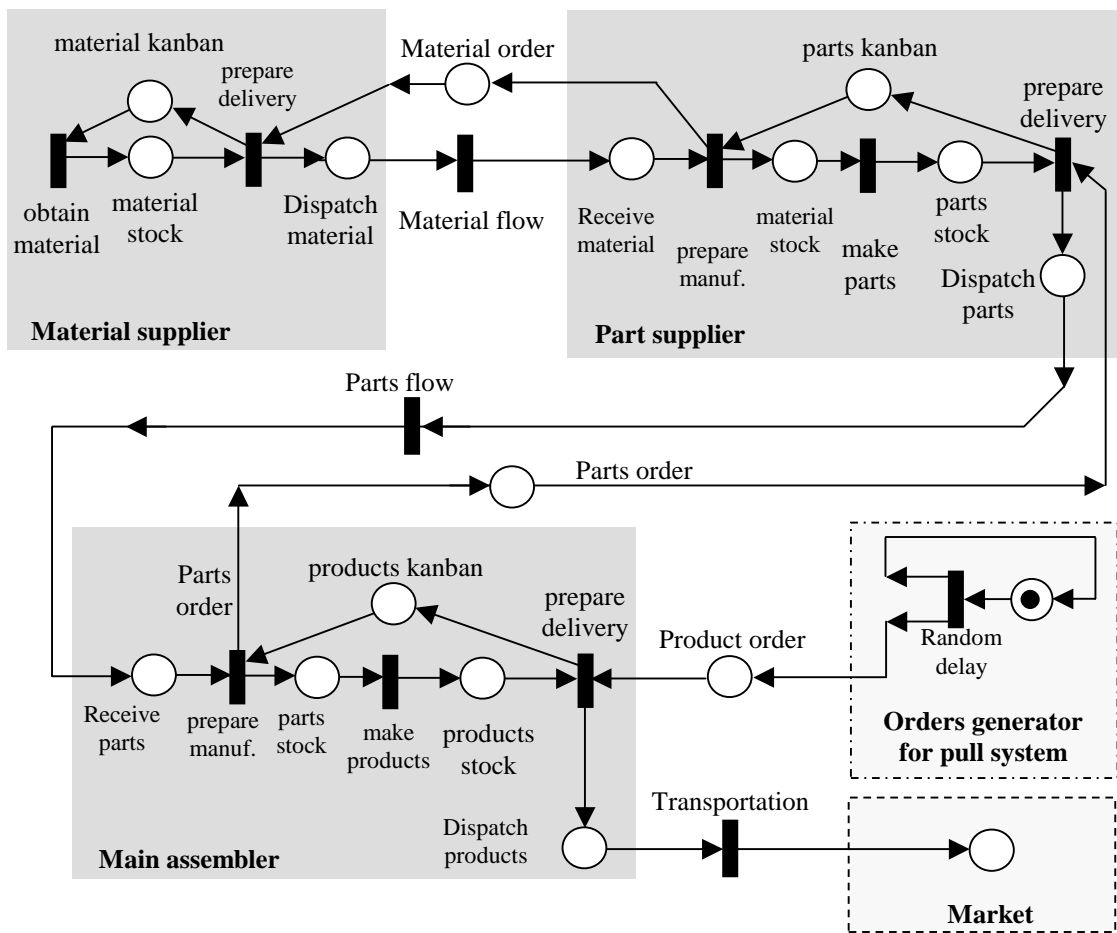 material kanban
prepare
delivery
obtain
material
material
stock
Dispatch
material
Material supplier
Material order
Material flow
parts kanban
prepare
delivery
Receive
material
prepare
manuf.
material
stock
make
parts
parts
stock
Dispatch
parts
Part supplier
Parts flow
Parts order
Parts
order
products kanban
prepare
delivery
Receive
parts
prepare
manuf.
parts
stock
make
products
products
stock
Dispatch
products
Main assembler
Product order
Random
delay
Orders generator
for pull system
Transportation
Market